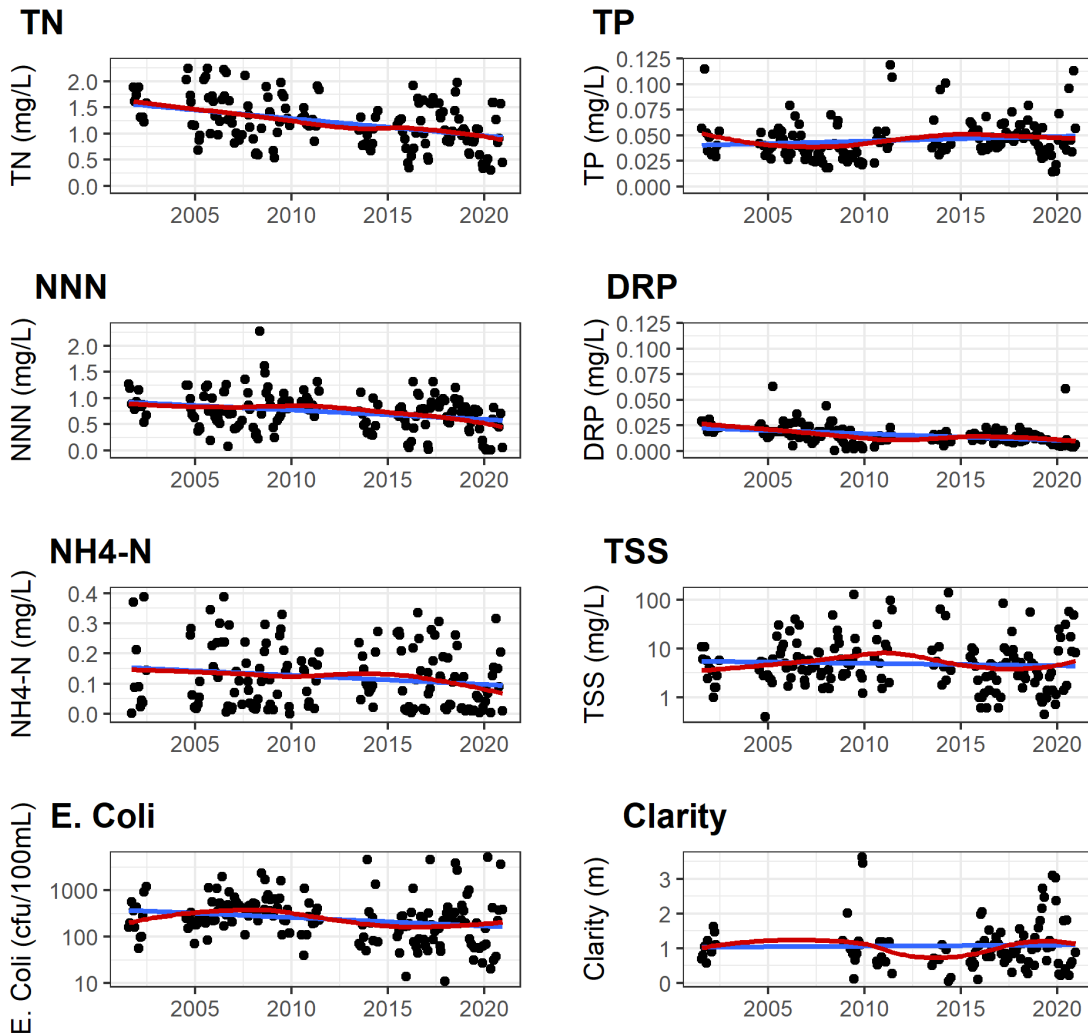 TN
TN (mg/L)
2.0
1.5
1.0
0.5
0.0
2005 2010 2015 2020
TP
TP (mg/L)
0.125
0.100
0.075
0.050
0.025
0.000
2005 2010 2015 2020
NNN
NNN (mg/L)
2.0
1.5
1.0
0.5
0.0
2005 2010 2015 2020
DRP
DRP (mg/L)
0.125
0.100
0.075
0.050
0.025
0.000
2005 2010 2015 2020
NH4-N
NH4-N (mg/L)
0.4
0.3
0.2
0.1
0.0
2005 2010 2015 2020
TSS
TSS (mg/L)
100
10
1
2005 2010 2015 2020
E. Coli
E. Coli (cfu/100mL)
1000
100
10
2005 2010 2015 2020
Clarity
Clarity (m)
3
2
1
0
2005 2010 2015 2020